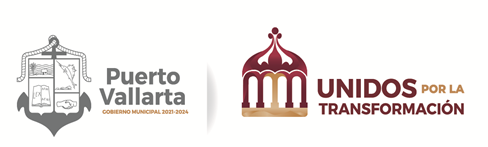 Puerto
Vallarta
GOBIERNO MUNICIPAL 2021-2024
UNIDOS POR LA
TRANSFORMACIÓN